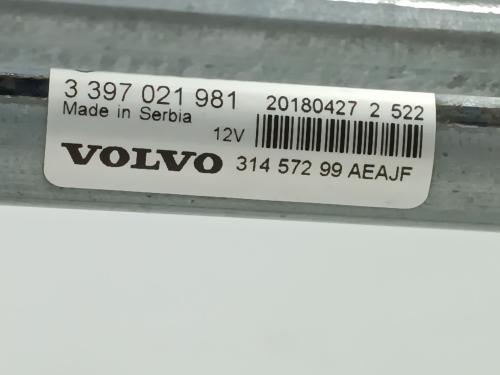 3 397 021 981 20180427 2 522
Made in Serbia
12V
VOLVO 314 572 99 AEAJF